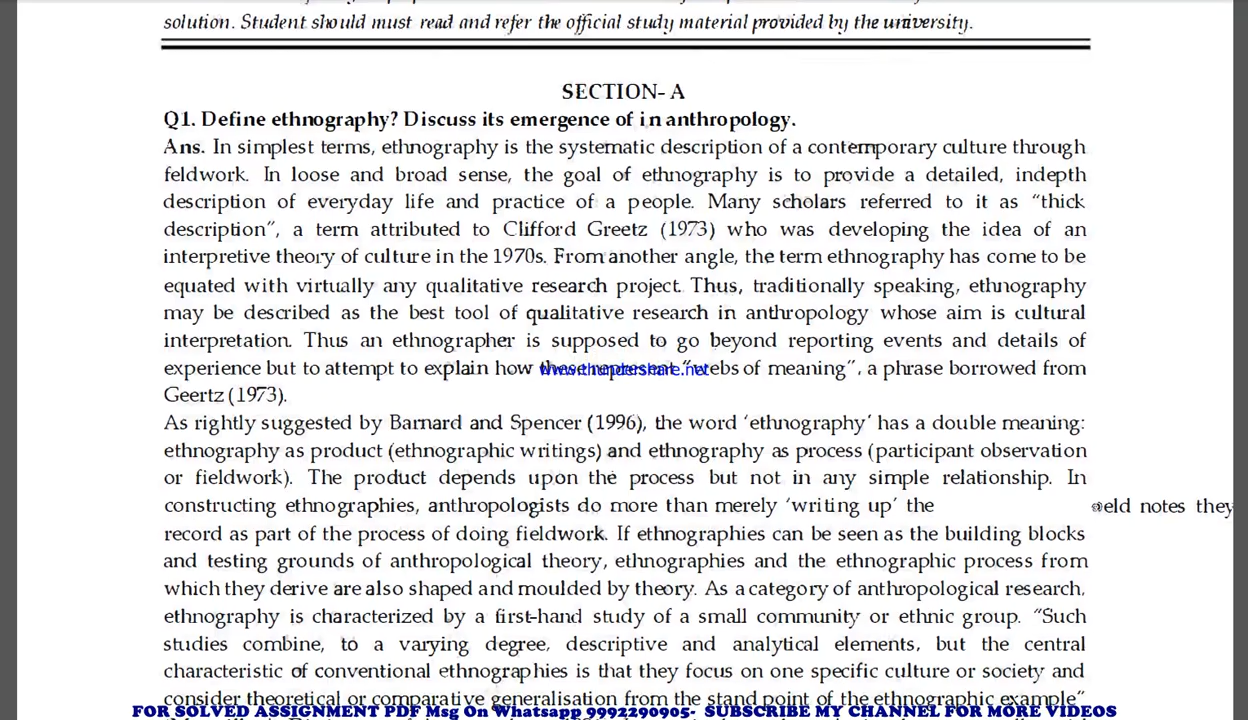 solution. Student should must read and refer the official study material provided by the university.
SECTION- A
Q1. Define ethnography? Discuss its emergence of in anthropology.
Ans. In simplest terms, ethnography is the systematic description of a contemporary culture through
feldwork. In loose and broad sense, the goal of ethnography is to provide a detailed, indepth
description of everyday life and practice of a people. Many scholars referred to it as “thick
description”, a term attributed to Clifford Greetz (1973) who was developing the idea of an
interpretive theory of culture in the 1970s. From another angle, the term ethnography has come to be
equated with virtually any qualitative research project. Thus, traditionally speaking, ethnography
may be described as the best tool of qualitative research in anthropology whose aim is cultural
interpretation. Thus an ethnographer is supposed to go beyond reporting events and details of
experience but to attempt to explain how these represent “webs of meaning”, a phrase borrowed from
www.thundershare.net
Geertz (1973).
As rightly suggested by Barnard and Spencer (1996), the word ‘ethnography’ has a double meaning:
ethnography as product (ethnographic writings) and ethnography as process (participant observation
or fieldwork). The product depends upon the process but not in any simple relationship. In
constructing ethnographies, anthropologists do more than merely ‘writing up’ the eld notes they
record as part of the process of doing fieldwork. If ethnographies can be seen as the building blocks
and testing grounds of anthropological theory, ethnographies and the ethnographic process from
which they derive are also shaped and moulded by theory. As a category of anthropological research,
ethnography is characterized by a first-hand study of a small community or ethnic group. “Such
studies combine, to a varying degree, descriptive and analytical elements, but the central
characteristic of conventional ethnographies is that they focus on one specific culture or society and
consider theoretical or comparative generalisation from the stand point of the ethnographic example”
FOR SOLVED ASSIGNMENT PDF Msg On Whatsapp 9992290905- SUBSCRIBE MY CHANNEL FOR MORE VIDEOS